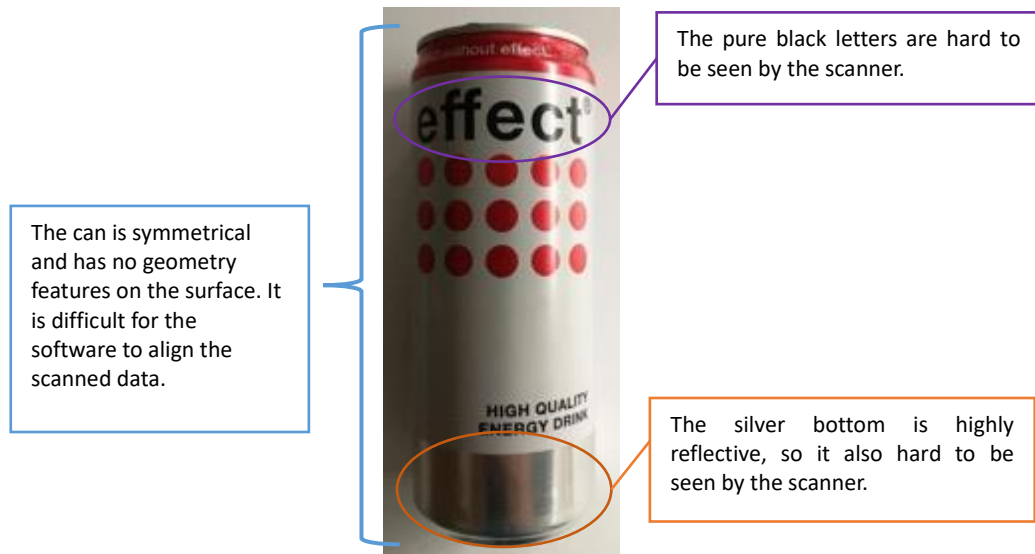 without effect
The pure black letters are hard to
be seen by the scanner.
effect®
The can is symmetrical
and has no geometry
features on the surface. It
is difficult for the
software to align the
scanned data.
HIGH QUALITY
ENERGY DRINK
The silver bottom is highly
reflective, so it also hard to be
seen by the scanner.